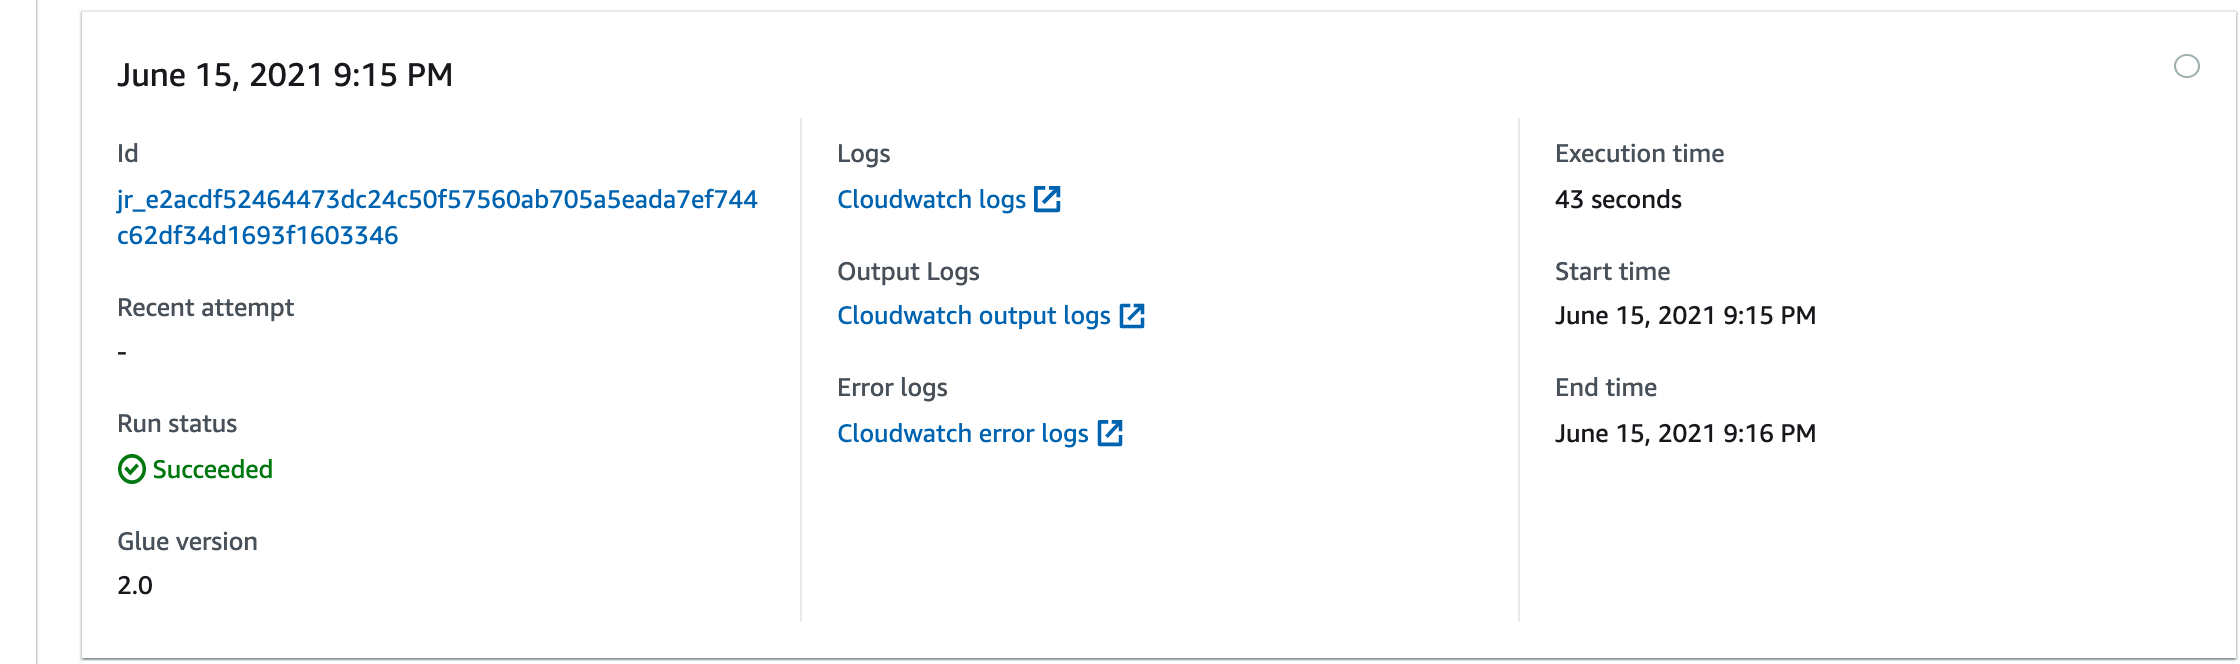 June 15, 2021 9:15 PM
Id
jr_e2acdf52464473dc24c50f57560ab705a5eada7ef744
c62df34d1693f1603346
Recent attempt
-
Run status
Succeeded
Glue version
2.0
Logs
Cloudwatch logs
Output Logs
Cloudwatch output logs
Error logs
Cloudwatch error logs
Execution time
43 seconds
Start time
June 15, 2021 9:15 PM
End time
June 15, 2021 9:16 PM